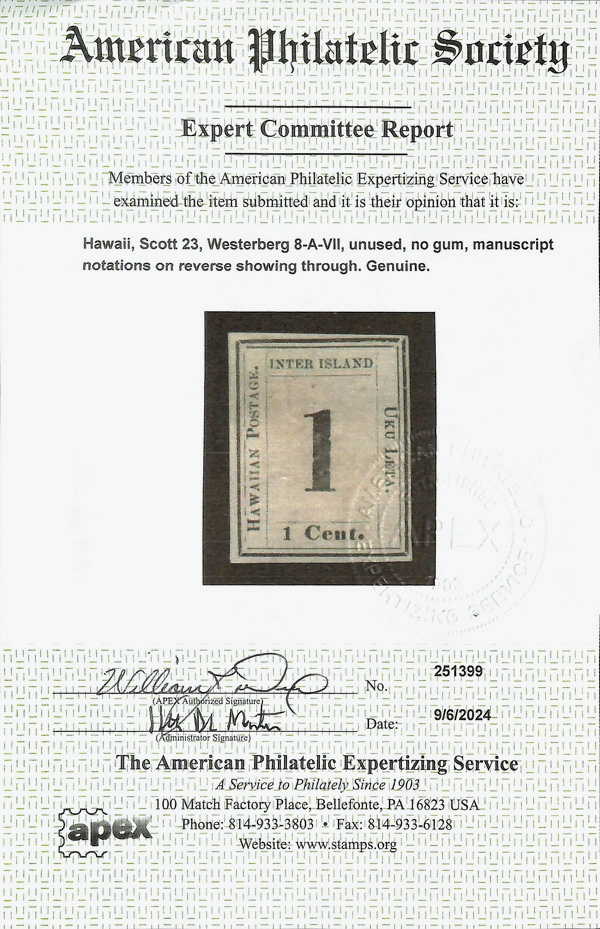 American Philatelic Society
Expert Committee Report
Members of the American Philatelic Expertizing Service have
examined the item submitted and it is their opinion that it is:
Hawaii, Scott 23, Westerberg 8-A-VII, unused, no gum, manuscript
notations on reverse showing through. Genuine.
INTER ISLAND
HAWAIIAN POSTAGE.
1
UKU LETA.
1 Cent.
APEX
EXPERTIZING SERVICE
251399
No.
(APEX Authorized Signature)
9/6/2024
Date:
(Administrator Signature)
The American Philatelic Expertizing Service
A Service to Philately Since 1903
100 Match Factory Place, Bellefonte, PA 16823 USA
apex
Phone: 814-933-3803 • Fax: 814-933-6128
Website: www.stamps.org